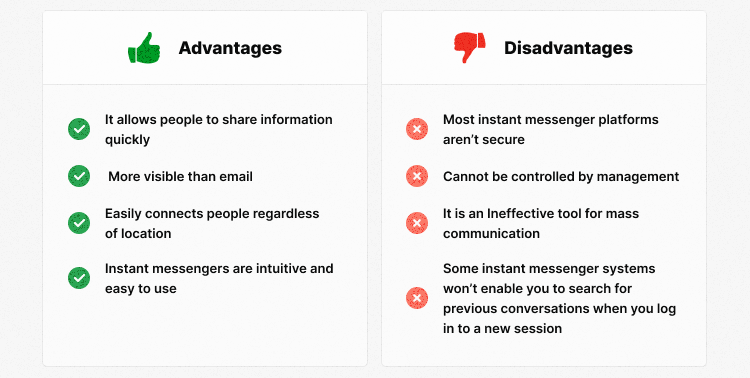 Advantages
It allows people to share information
quickly
More visible than email
Easily connects people regardless
of location
Instant messengers are intuitive and
easy to use
Disadvantages
Most instant messenger platforms
aren’t secure
Cannot be controlled by management
It is an Ineffective tool for mass
communication
Some instant messenger systems
won’t enable you to search for
previous conversations when you log
in to a new session